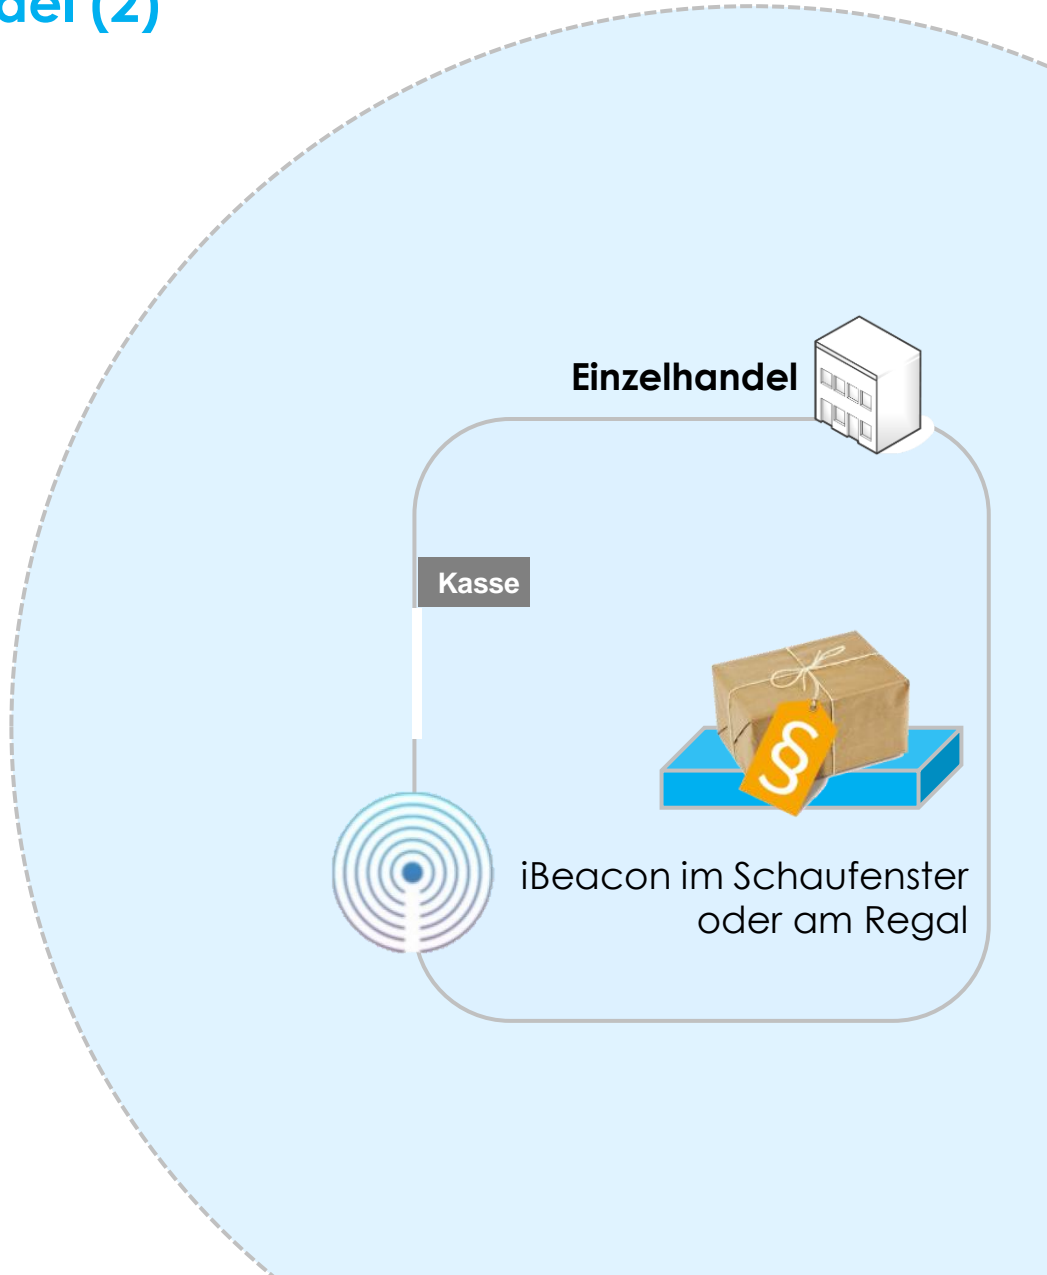 del (2)
Einzelhandel
Kasse
§
iBeacon im Schaufenster
oder am Regal